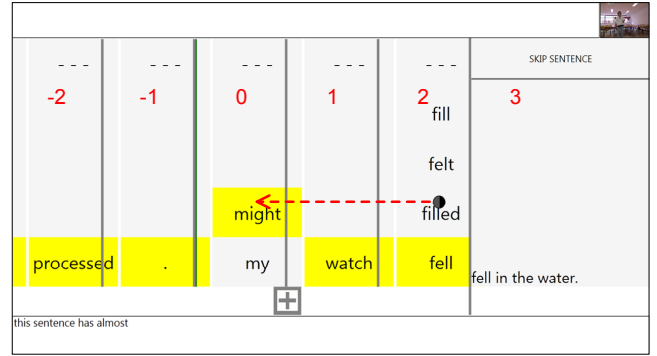 - - - - - - - - - - - - - - - SKIP SENTENCE
-2 -1 0 1 2 3
fill
felt
might filled
processed . my watch fell fell in the water.
this sentence has almost